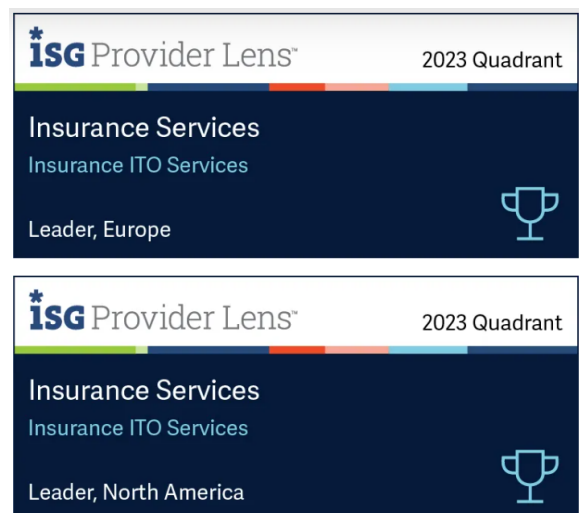 ISG Provider Lens™
2023 Quadrant
Insurance Services
Insurance ITO Services
Leader, Europe
ISG Provider Lens™
2023 Quadrant
Insurance Services
Insurance ITO Services
Leader, North America